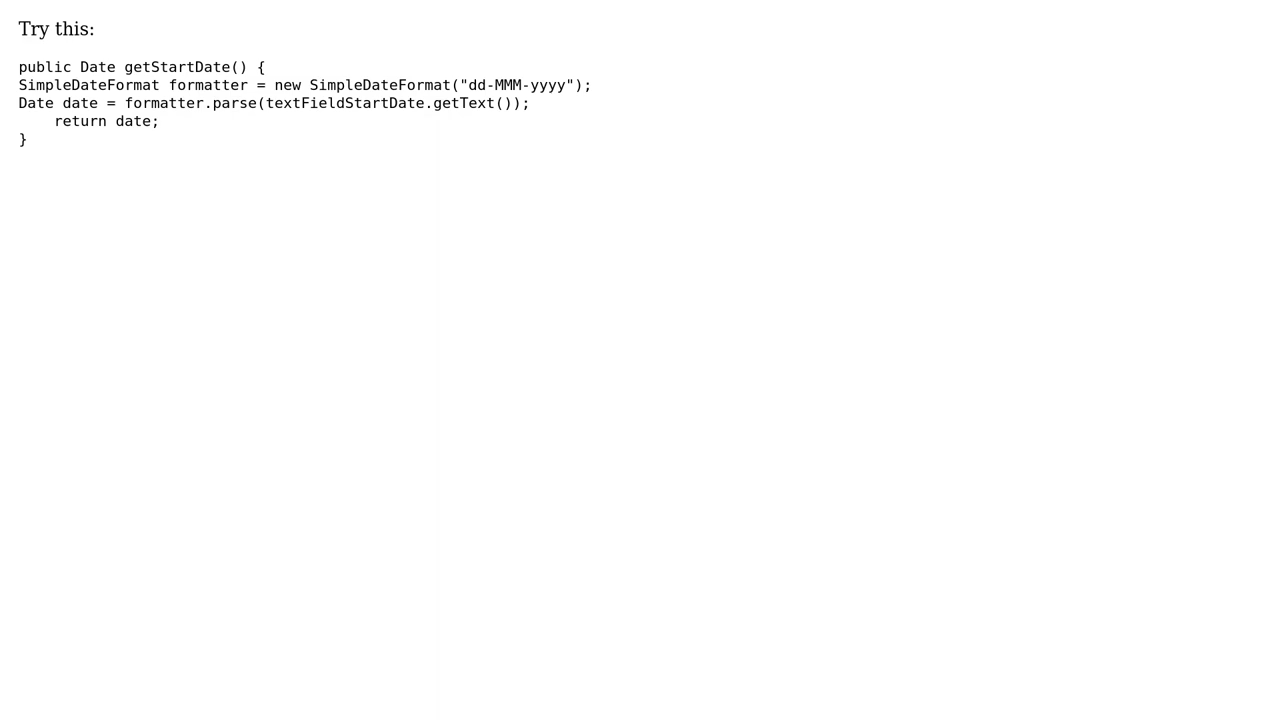 Try this:
public Date getStartDate() {
SimpleDateFormat formatter = new SimpleDateFormat("dd-MMM-yyyy");
Date date = formatter.parse(textFieldStartDate.getText());
    return date;
}